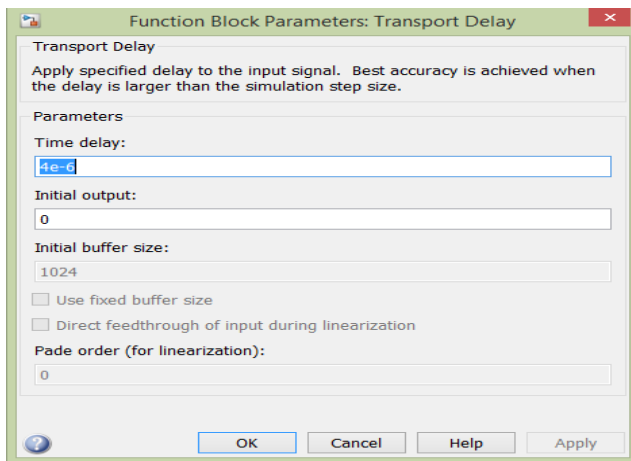 Function Block Parameters: Transport Delay
Transport Delay
Apply specified delay to the input signal.  Best accuracy is achieved when
the delay is larger than the simulation step size.
Parameters
Time delay:
4e-6
Initial output:
0
Initial buffer size:
1024
Use fixed buffer size
Direct feedthrough of input during linearization
Pade order (for linearization):
0
OK Cancel Help Apply